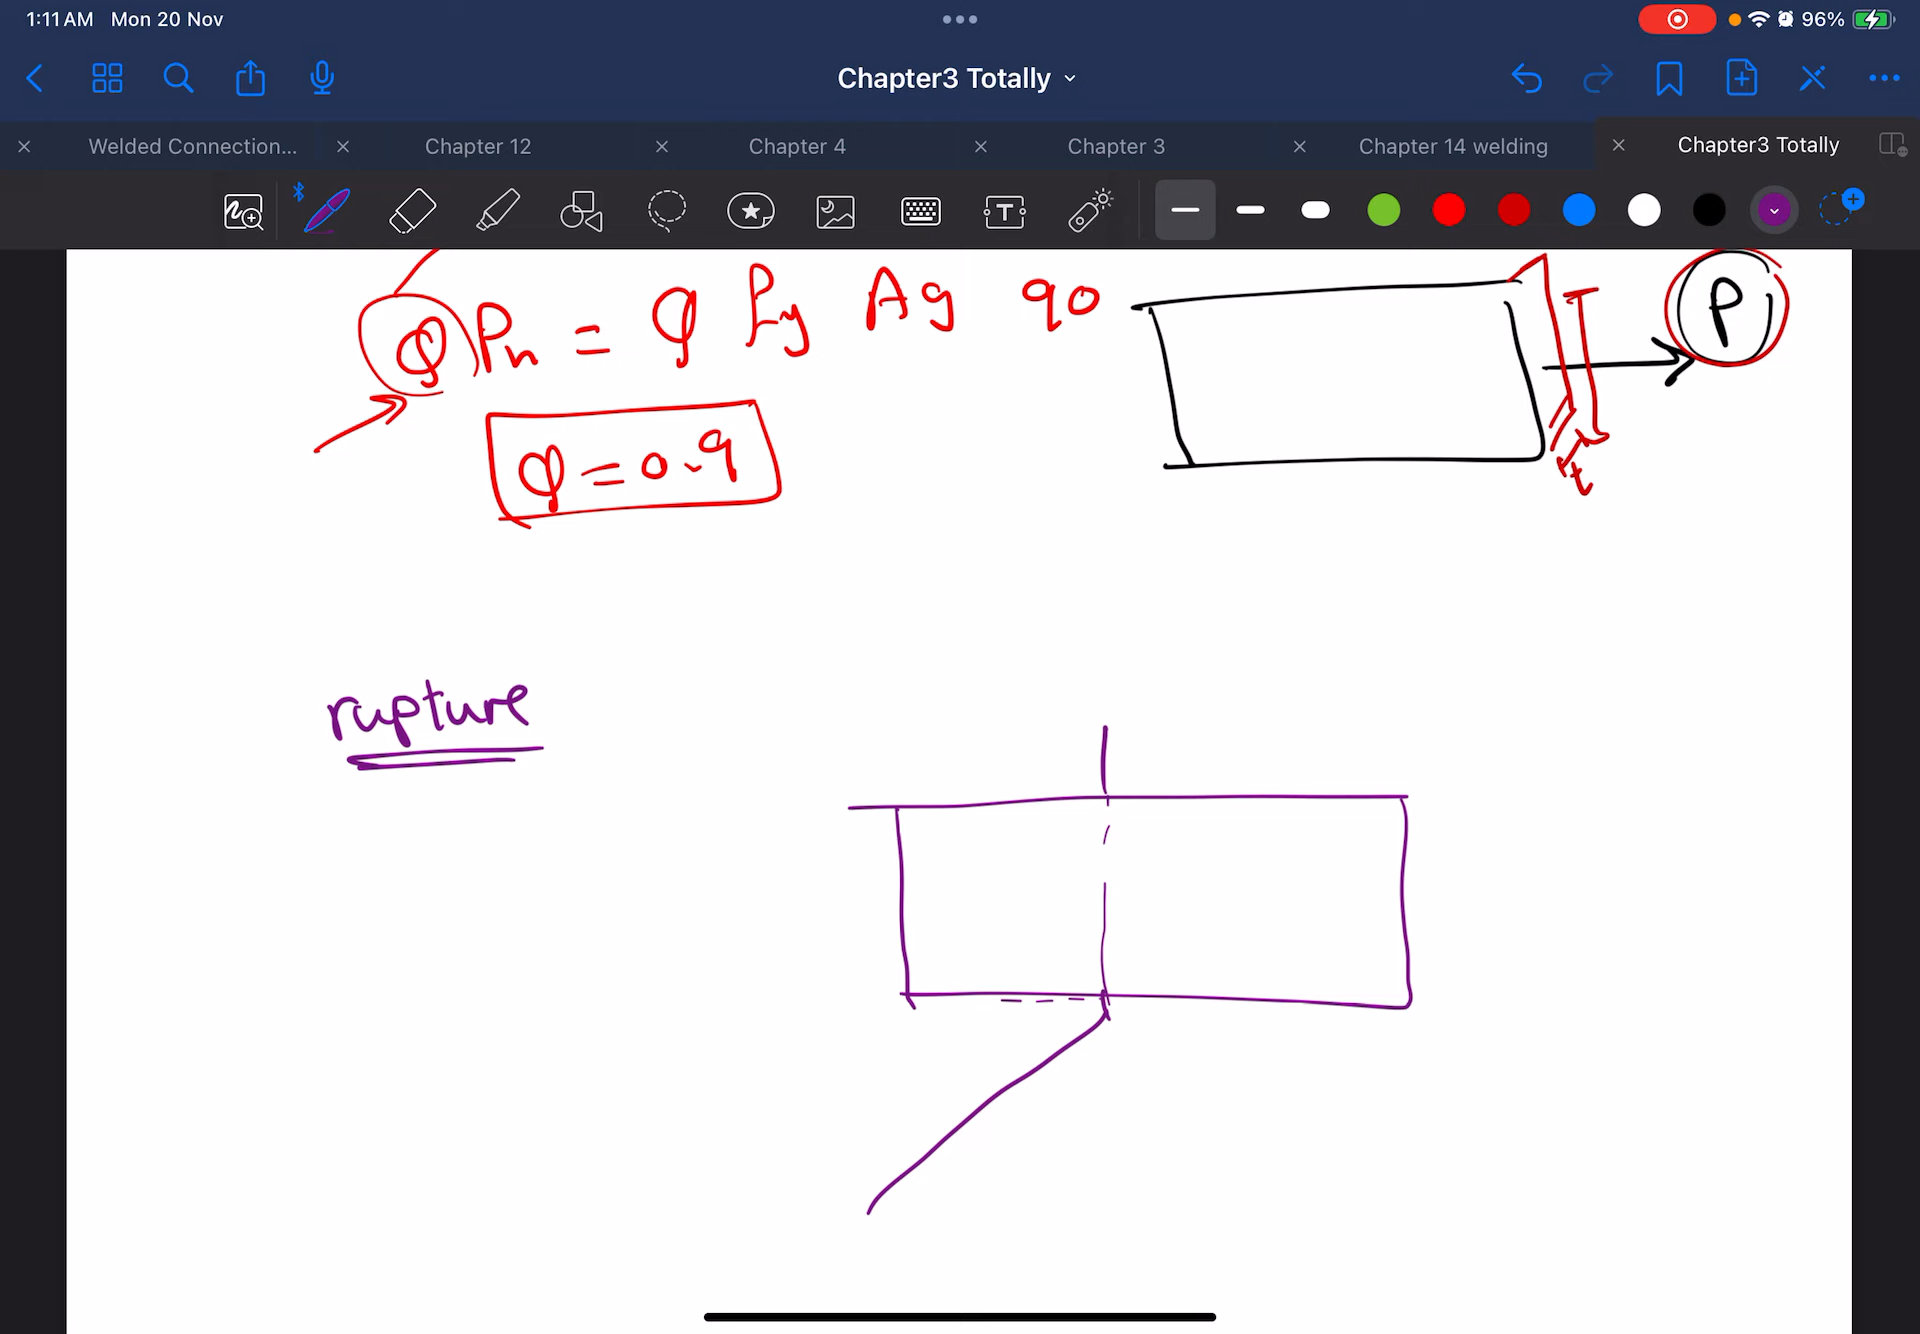 1:11 AM Mon 20 Nov
96%
Chapter3 Totally
Welded Connection...
Chapter 12
Chapter 4
Chapter 3
Chapter 14 welding
Chapter3 Totally
T
φ Pn = φ Fy Ag 90
P
φ = 0.9
t
rupture